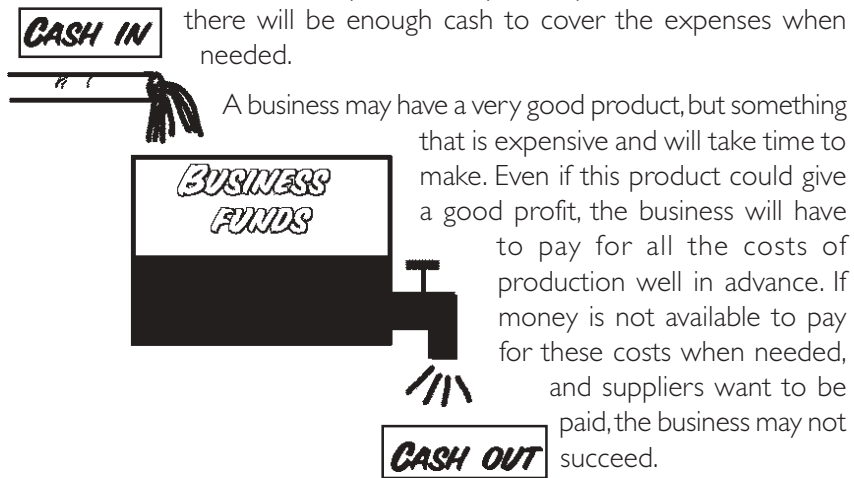 there will be enough cash to cover the expenses when
needed.
CASH IN
A business may have a very good product, but something
that is expensive and will take time to
make. Even if this product could give
a good profit, the business will have
to pay for all the costs of
production well in advance. If
money is not available to pay
for these costs when needed,
and suppliers want to be
paid, the business may not
succeed.
BUSINESS
FUNDS
CASH OUT